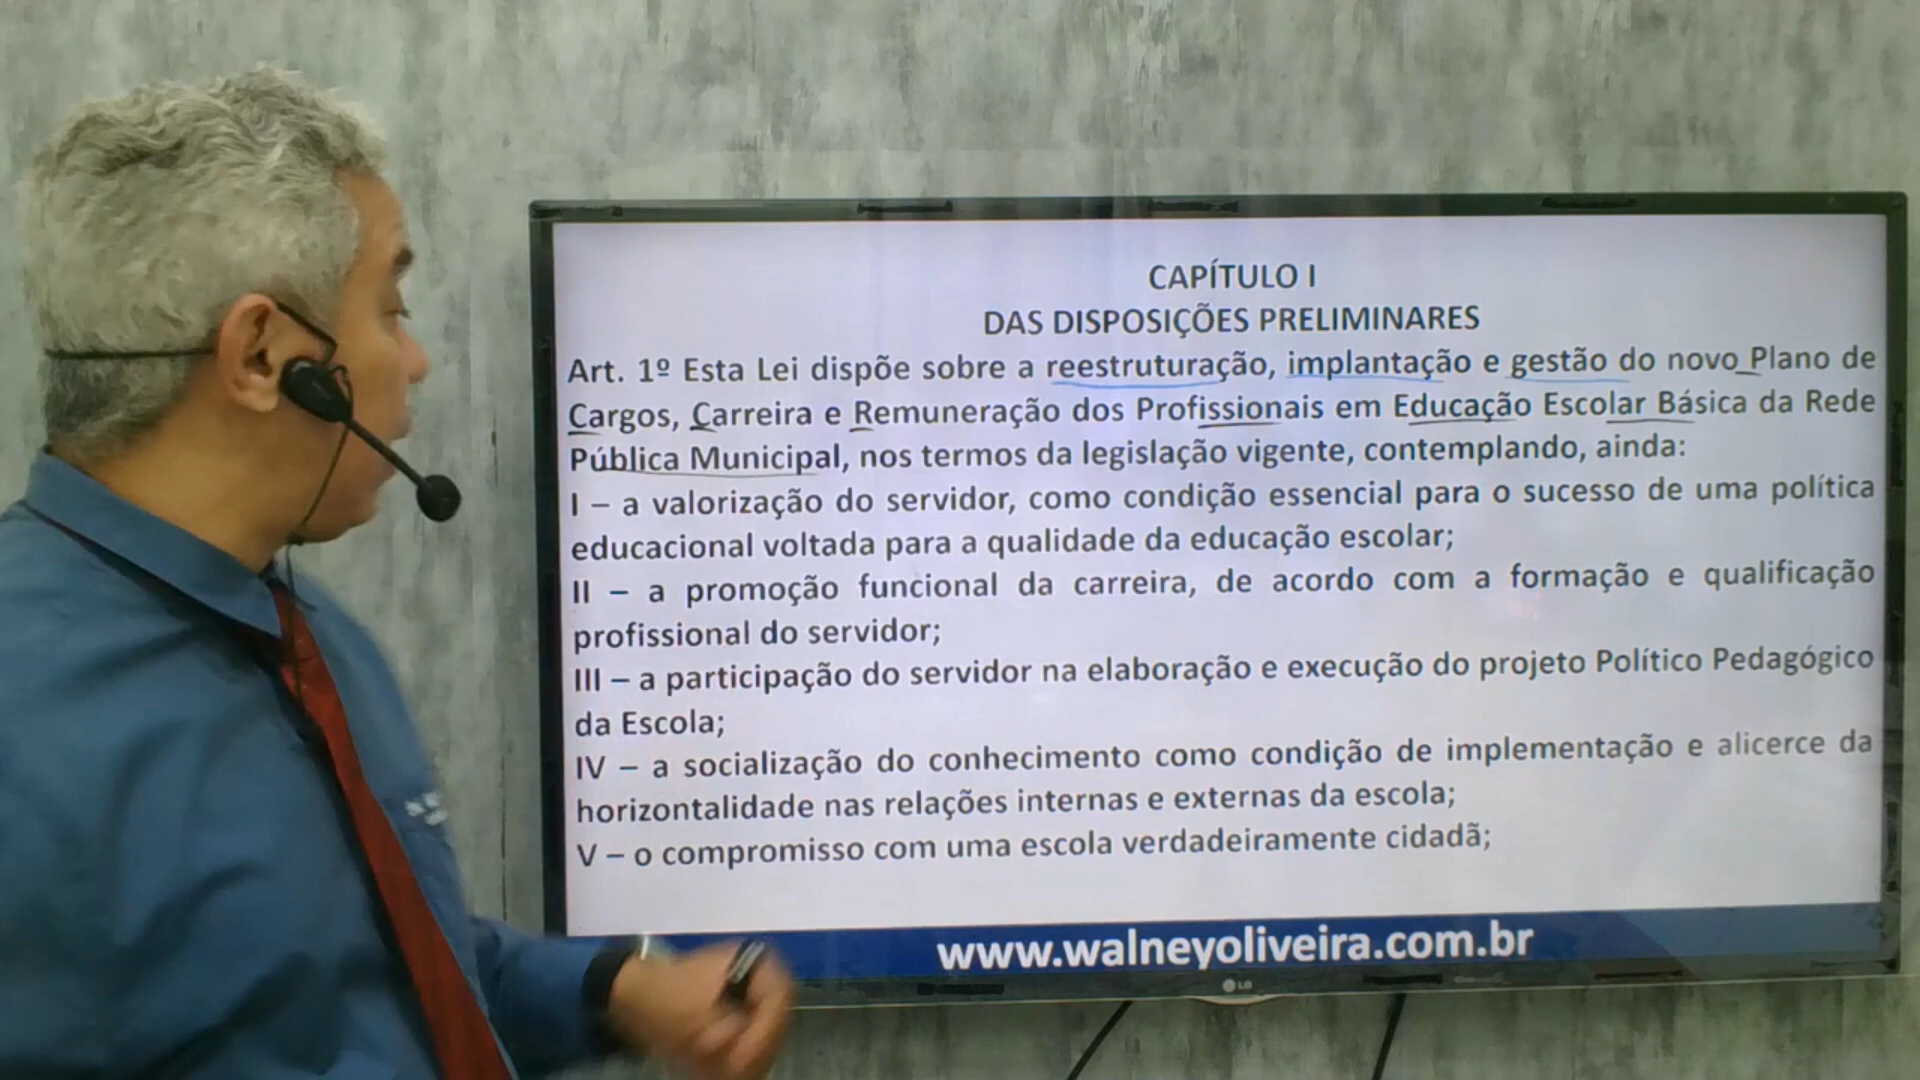 CAPÍTULO I
DAS DISPOSIÇÕES PRELIMINARES
Art. 1º Esta Lei dispõe sobre a reestruturação, implantação e gestão do novo Plano de
Cargos, Carreira e Remuneração dos Profissionais em Educação Escolar Básica da Rede
Pública Municipal, nos termos da legislação vigente, contemplando, ainda:
I – a valorização do servidor, como condição essencial para o sucesso de uma política
educacional voltada para a qualidade da educação escolar;
II – a promoção funcional da carreira, de acordo com a formação e qualificação
profissional do servidor;
III – a participação do servidor na elaboração e execução do projeto Político Pedagógico
da Escola;
IV – a socialização do conhecimento como condição de implementação e alicerce da
horizontalidade nas relações internas e externas da escola;
V – o compromisso com uma escola verdadeiramente cidadã;
www.walneyoliveira.com.br
LG